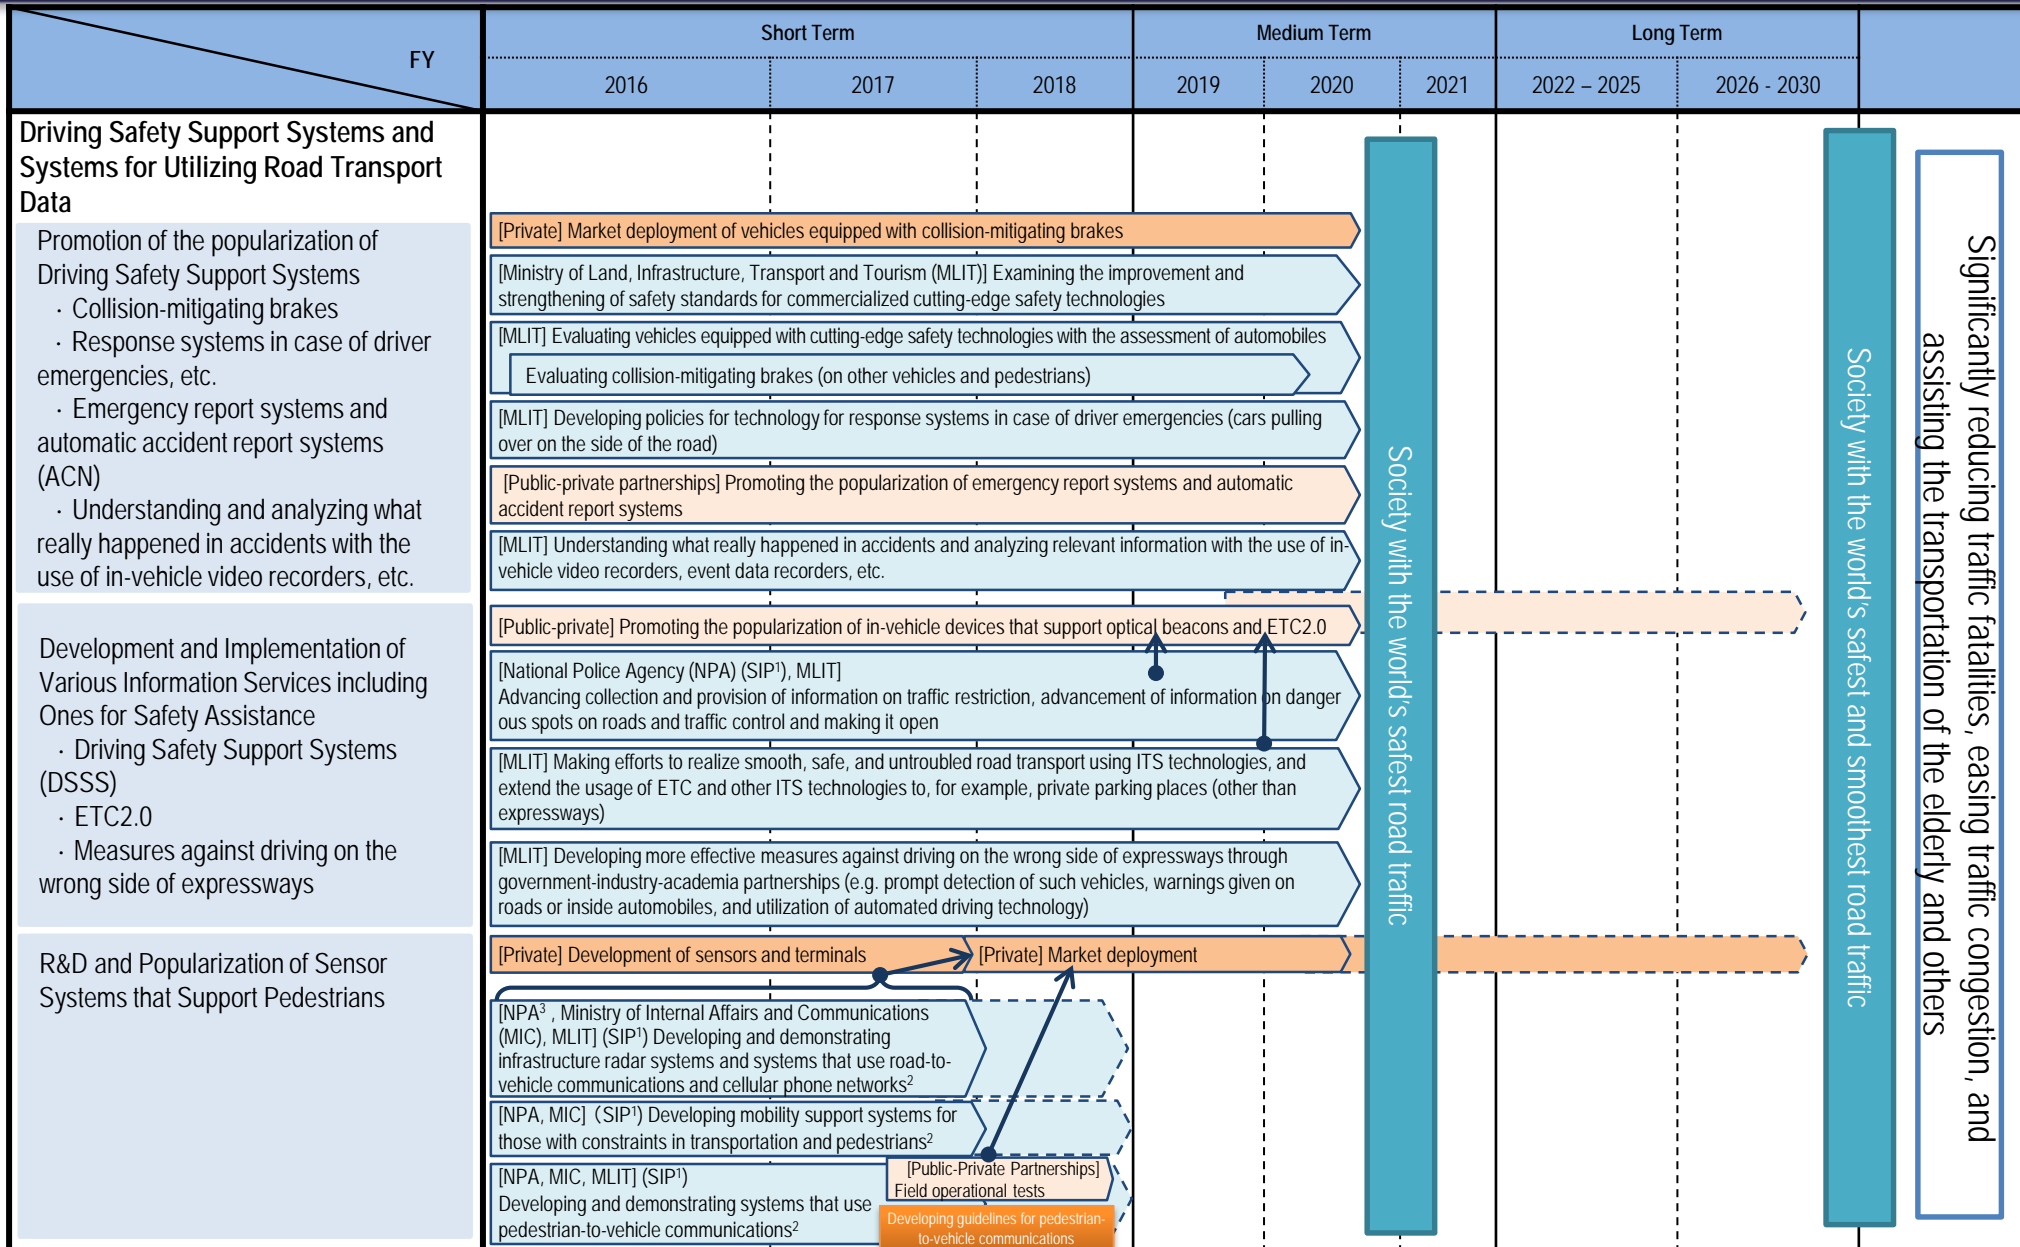 FY
Short Term
Medium Term
Long Term
2016
2017
2018
2019
2020
2021
2022 – 2025
2026 - 2030
Driving Safety Support Systems and
Systems for Utilizing Road Transport
Data
Promotion of the popularization of
Driving Safety Support Systems
· Collision-mitigating brakes
· Response systems in case of driver
emergencies, etc.
· Emergency report systems and
automatic accident report systems
(ACN)
· Understanding and analyzing what
really happened in accidents with the
use of in-vehicle video recorders, etc.
[Private] Market deployment of vehicles equipped with collision-mitigating brakes
[Ministry of Land, Infrastructure, Transport and Tourism (MLIT)] Examining the improvement and
strengthening of safety standards for commercialized cutting-edge safety technologies
[MLIT] Evaluating vehicles equipped with cutting-edge safety technologies with the assessment of automobiles
Evaluating collision-mitigating brakes (on other vehicles and pedestrians)
[MLIT] Developing policies for technology for response systems in case of driver emergencies (cars pulling
over on the side of the road)
[Public-private partnerships] Promoting the popularization of emergency report systems and automatic
accident report systems
[MLIT] Understanding what really happened in accidents and analyzing relevant information with the use of in-
vehicle video recorders, event data recorders, etc.
Development and Implementation of
Various Information Services including
Ones for Safety Assistance
· Driving Safety Support Systems
(DSSS)
· ETC2.0
· Measures against driving on the
wrong side of expressways
[Public-private] Promoting the popularization of in-vehicle devices that support optical beacons and ETC2.0
[National Police Agency (NPA) (SIP¹), MLIT]
Advancing collection and provision of information on traffic restriction, advancement of information on danger
ous spots on roads and traffic control and making it open
[MLIT] Making efforts to realize smooth, safe, and untroubled road transport using ITS technologies, and
extend the usage of ETC and other ITS technologies to, for example, private parking places (other than
expressways)
[MLIT] Developing more effective measures against driving on the wrong side of expressways through
government-industry-academia partnerships (e.g. prompt detection of such vehicles, warnings given on
roads or inside automobiles, and utilization of automated driving technology)
R&D and Popularization of Sensor
Systems that Support Pedestrians
[Private] Development of sensors and terminals
[Private] Market deployment
[NPA³ , Ministry of Internal Affairs and Communications
(MIC), MLIT] (SIP¹) Developing and demonstrating
infrastructure radar systems and systems that use road-to-
vehicle communications and cellular phone networks²
[NPA, MIC] (SIP¹) Developing mobility support systems for
those with constraints in transportation and pedestrians²
[NPA, MIC, MLIT] (SIP¹)
Developing and demonstrating systems that use
pedestrian-to-vehicle communications²
[Public-Private Partnerships]
Field operational tests
Developing guidelines for pedestrian-
to-vehicle communications
Society with the world's safest road traffic
Society with the world's safest and smoothest road traffic
Significantly reducing traffic fatalities, easing traffic congestion, and
assisting the transportation of the elderly and others